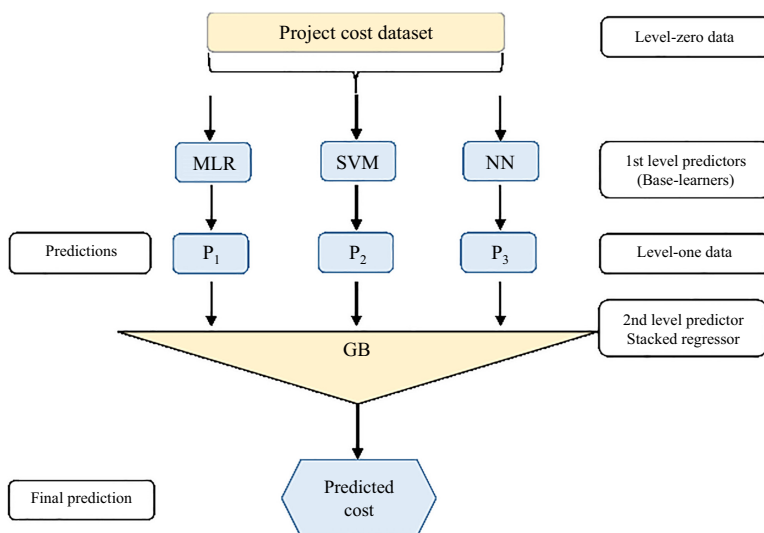 Project cost dataset
Level-zero data
MLR
SVM
NN
1st level predictors
(Base-learners)
Predictions
P₁
P₂
P₃
Level-one data
GB
2nd level predictor
Stacked regressor
Final prediction
Predicted
cost